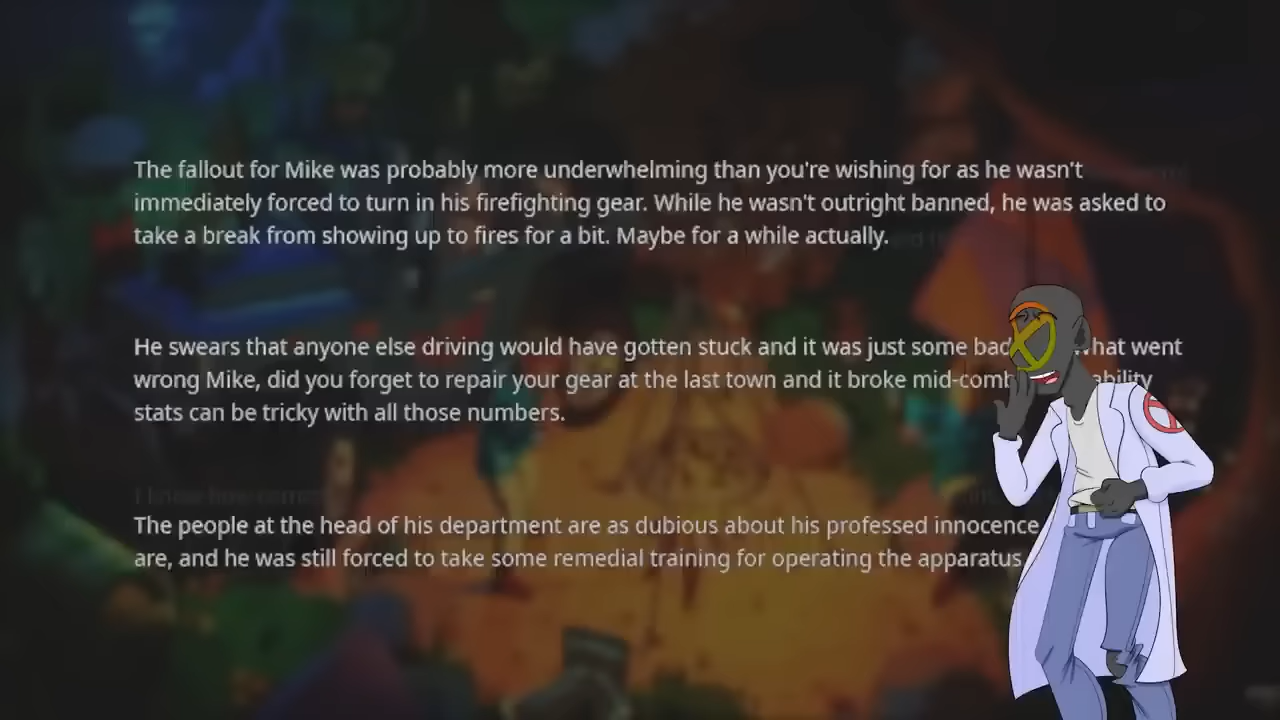 The fallout for Mike was probably more underwhelming than you're wishing for as he wasn't
immediately forced to turn in his firefighting gear. While he wasn't outright banned, he was asked to
take a break from showing up to fires for a bit. Maybe for a while actually.
He swears that anyone else driving would have gotten stuck and it was just some bad What went
wrong Mike, did you forget to repair your gear at the last town and it broke mid-comb ability
stats can be tricky with all those numbers.
I know how
The people at the head of his department are as dubious about his professed innocence
are, and he was still forced to take some remedial training for operating the apparatus.